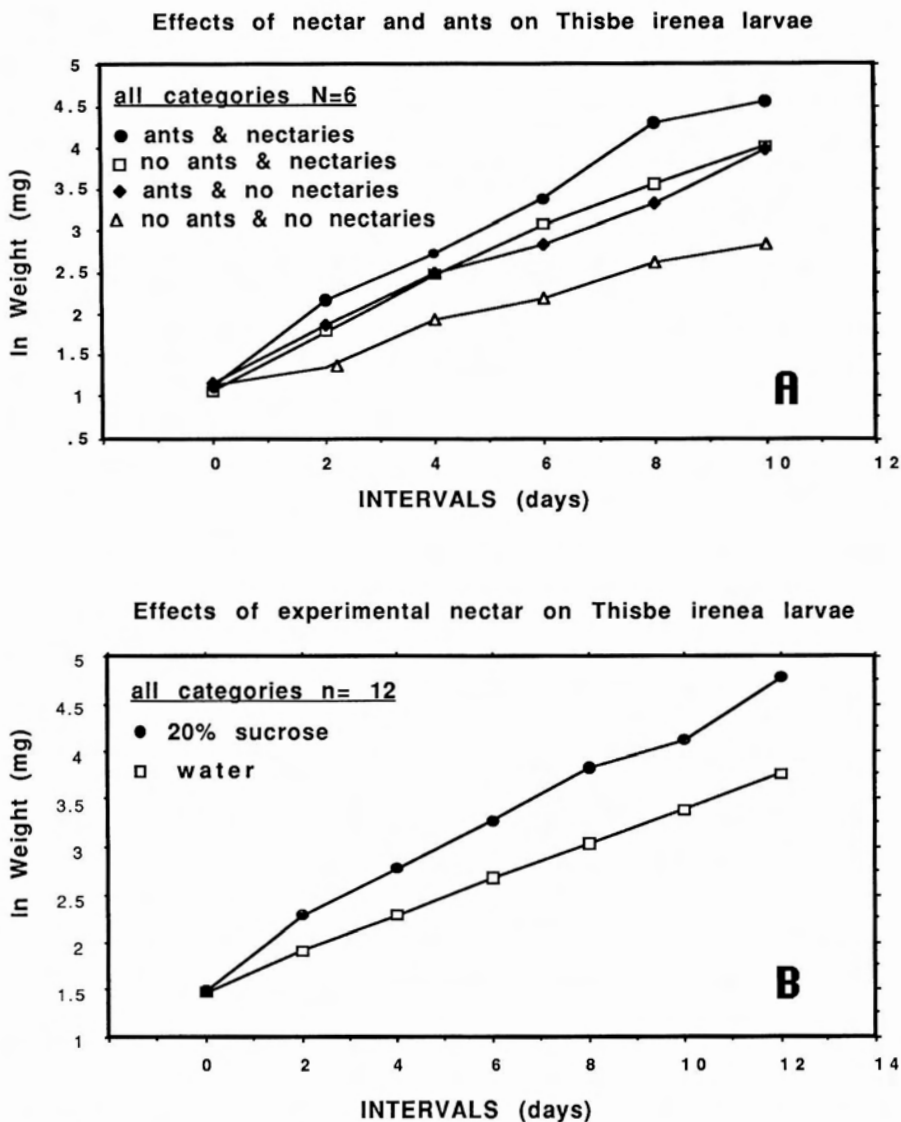 Effects of nectar and ants on Thisbe irenea larvae
5
4.5
4
3.5
3
2.5
2
1.5
1
.5
ln Weight (mg)
all categories N=6
ants & nectaries
no ants & nectaries
ants & no nectaries
no ants & no nectaries
A
0 2 4 6 8 10 12
INTERVALS (days)
Effects of experimental nectar on Thisbe irenea larvae
5
4.5
4
3.5
3
2.5
2
1.5
1
ln Weight (mg)
all categories n= 12
20% sucrose
water
B
0 2 4 6 8 10 12 14
INTERVALS (days)